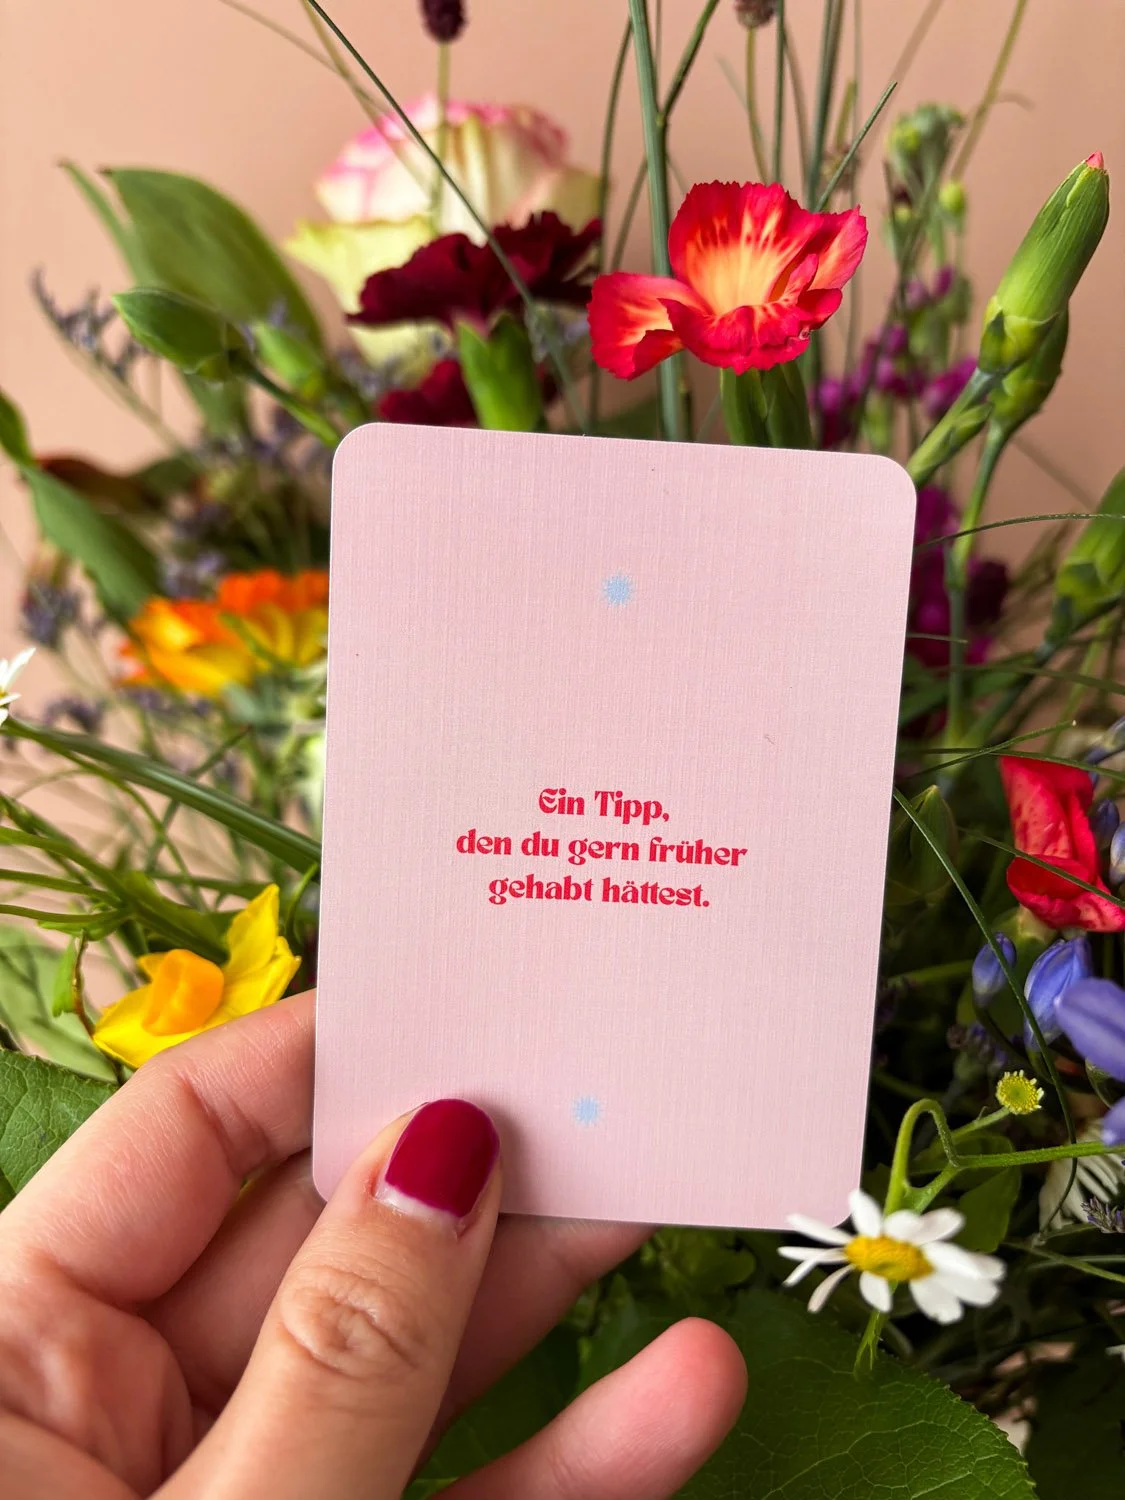 Ein Tipp,
den du gern früher
gehabt hättest.